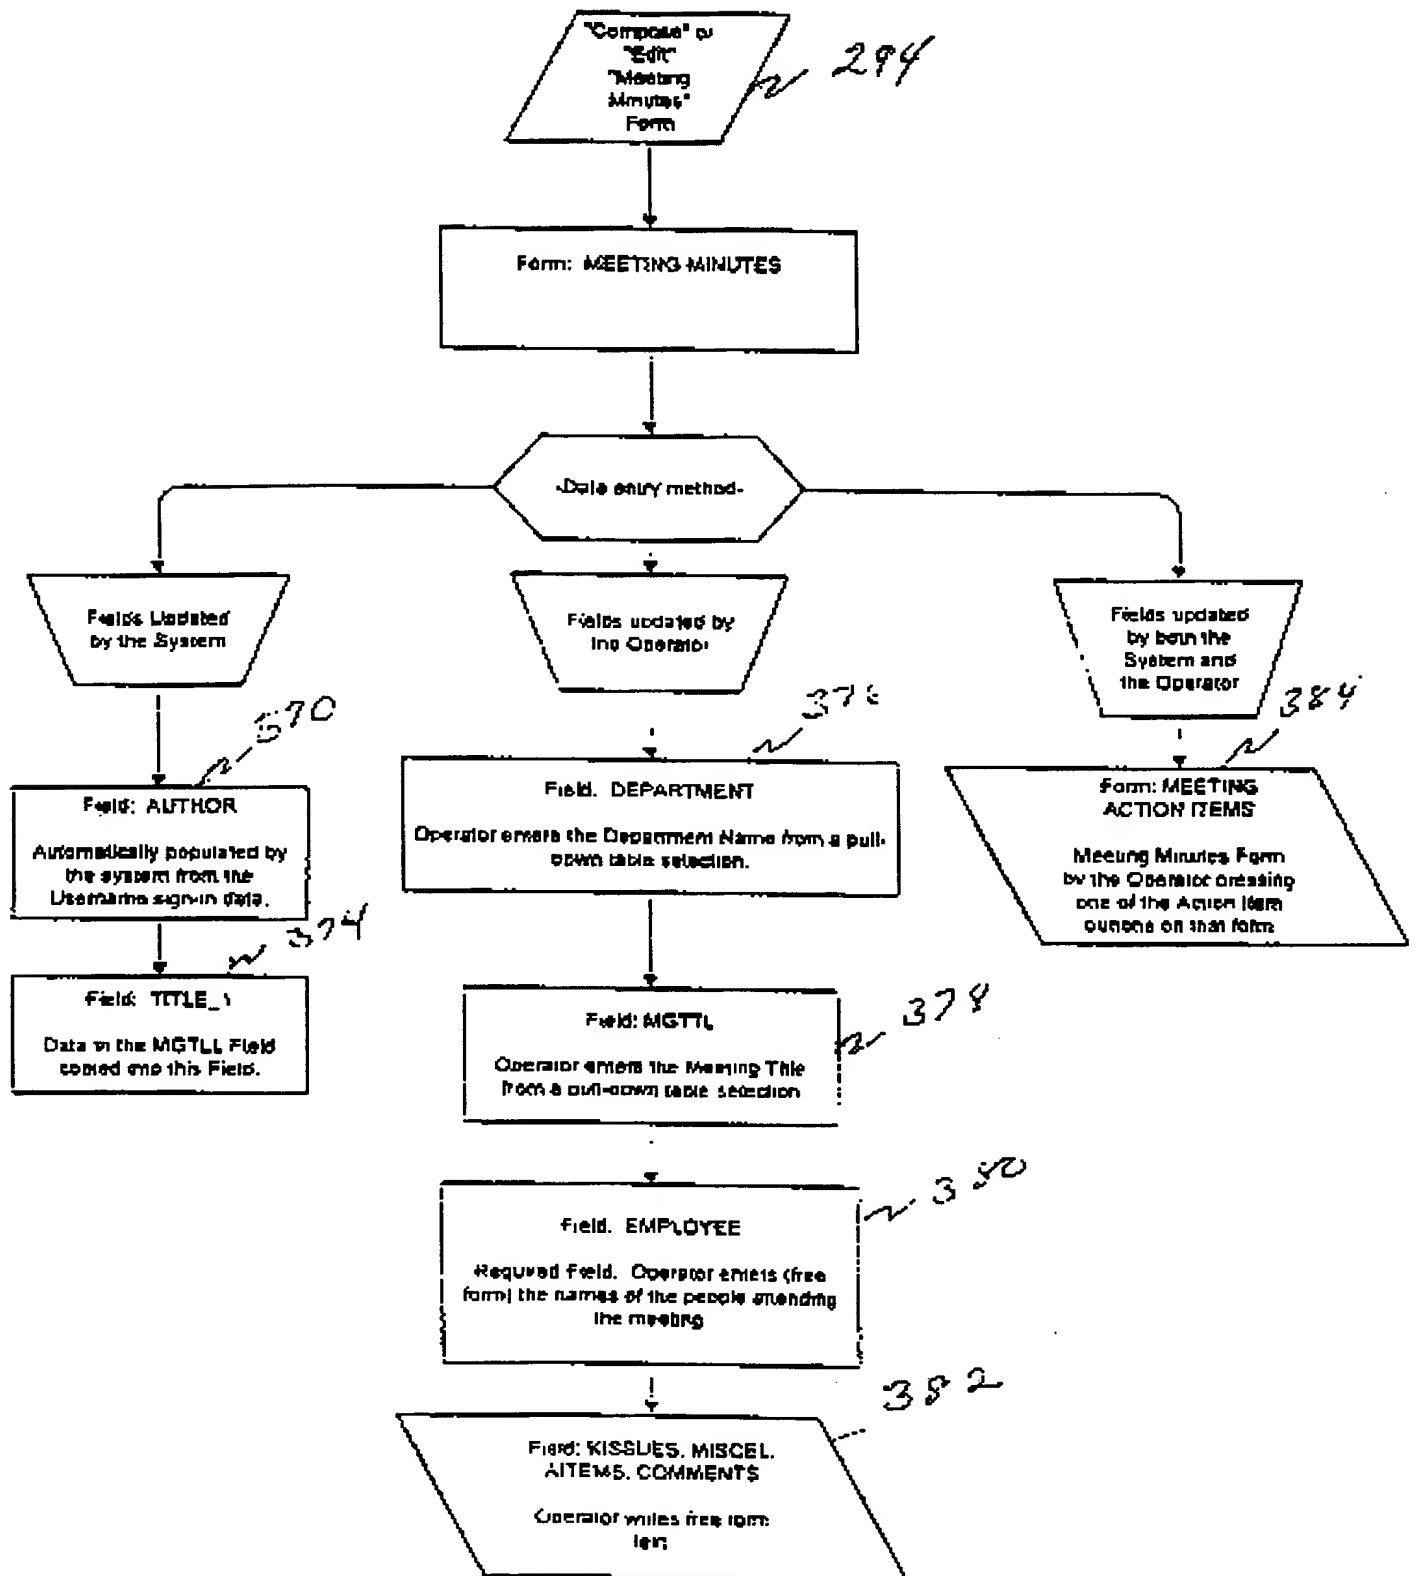 "Compose" or
"Edit"
"Meeting
Minutes"
Form
294
Form: MEETING MINUTES
-Data entry method-
Fields Updated
by the System
Fields updated by
the Operator
Fields updated
by both the
System and
the Operator
570
376
384
Field: AUTHOR
Automatically populated by
the system from the
Username sign-in data.
Field. DEPARTMENT
Operator enters the Department Name from a pull-
down table selection.
Form: MEETING
ACTION ITEMS
Meeting Minutes Form
by the Operator pressing
one of the Action Item
buttons on that form
374
Field: TITLE_1
Data in the MGTLL Field
copied into this Field.
Field: MGTTL
Operator enters the Meeting Title
from a pull-down table selection
378
Field. EMPLOYEE
Required Field. Operator enters (free
form) the names of the people attending
the meeting
380
382
Field: KISSUES, MISCEL,
AITEMS, COMMENTS
Operator writes free form
text